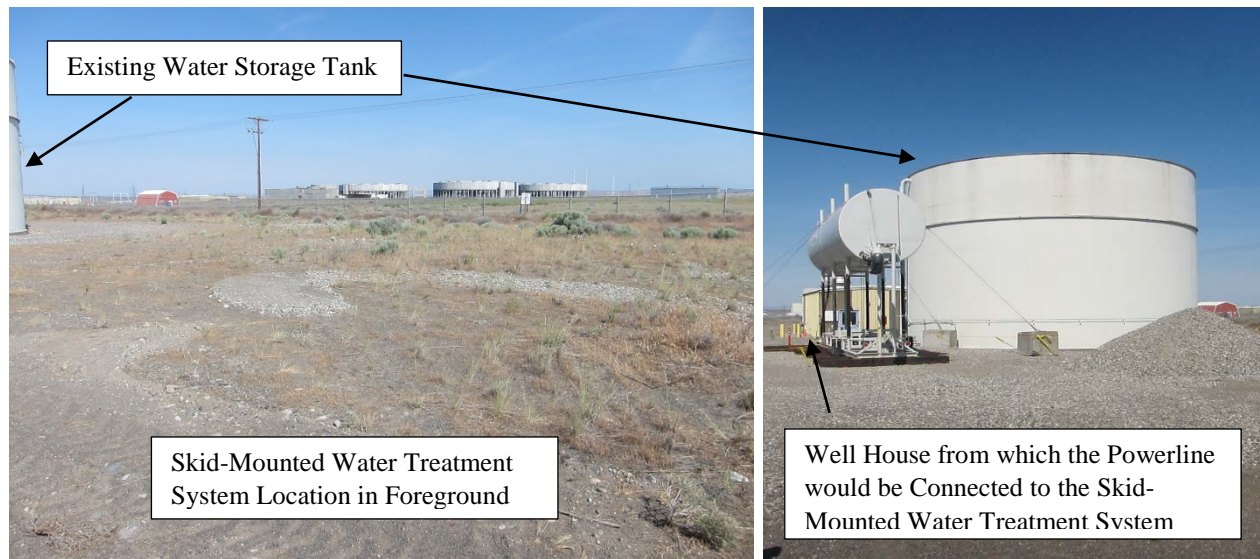 Existing Water Storage Tank
Skid-Mounted Water Treatment
System Location in Foreground
Well House from which the Powerline
would be Connected to the Skid-
Mounted Water Treatment System